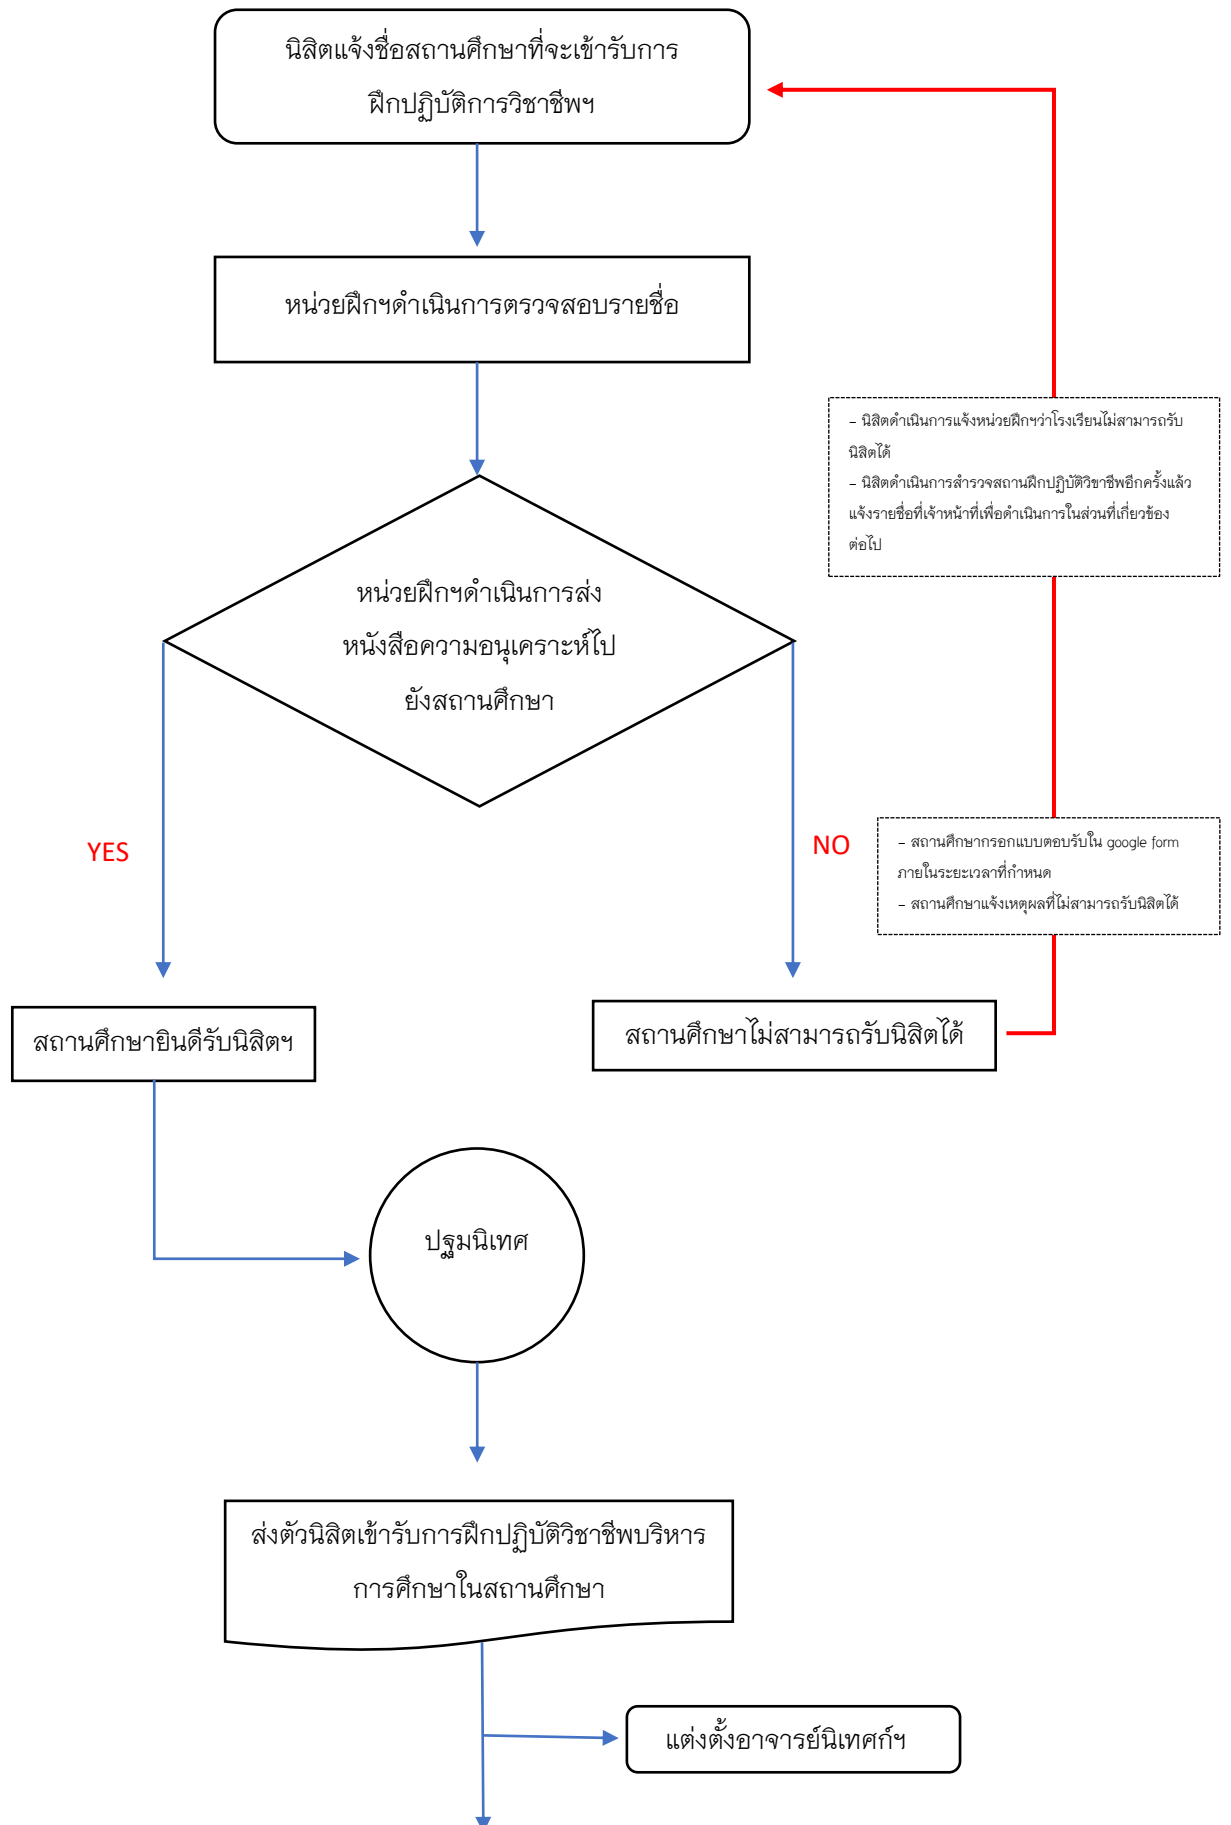 นิสิตแจ้งชื่อสถานศึกษาที่จะเข้ารับการ
ฝึกปฏิบัติการวิชาชีพฯ
หน่วยฝึกฯดำเนินการตรวจสอบรายชื่อ
– นิสิตดำเนินการแจ้งหน่วยฝึกฯว่าโรงเรียนไม่สามารถรับ
นิสิตได้
– นิสิตดำเนินการสำรวจสถานฝึกปฏิบัติวิชาชีพอีกครั้งแล้ว
แจ้งรายชื่อที่เจ้าหน้าที่เพื่อดำเนินการในส่วนที่เกี่ยวข้อง
ต่อไป
หน่วยฝึกฯดำเนินการส่ง
หนังสือความอนุเคราะห์ไป
ยังสถานศึกษา
YES
NO
– สถานศึกษากรอกแบบตอบรับใน google form
ภายในระยะเวลาที่กำหนด
– สถานศึกษาแจ้งเหตุผลที่ไม่สามารถรับนิสิตได้
สถานศึกษายินดีรับนิสิตฯ
สถานศึกษาไม่สามารถรับนิสิตได้
ปฐมนิเทศ
ส่งตัวนิสิตเข้ารับการฝึกปฏิบัติวิชาชีพบริหาร
การศึกษาในสถานศึกษา
แต่งตั้งอาจารย์นิเทศก์ฯ